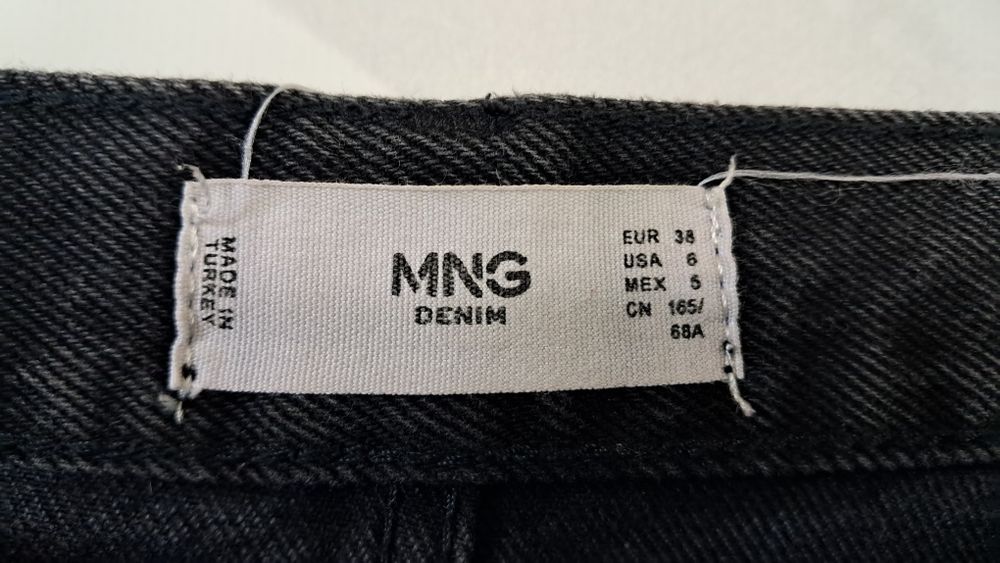 MADE IN
TURKEY
MNG
DENIM
EUR 38
USA 6
MEX 5
CN 165/
68A